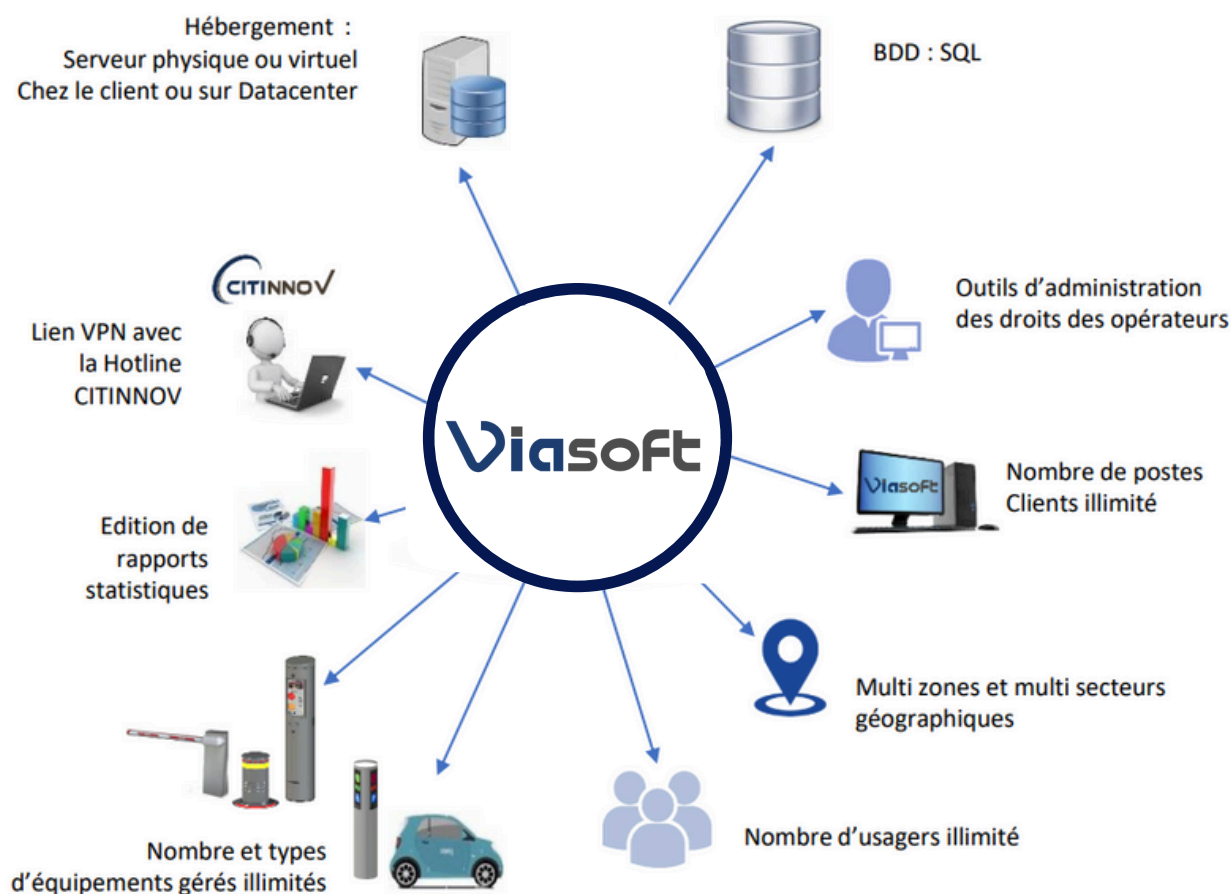 Hébergement :
Serveur physique ou virtuel
Chez le client ou sur Datacenter
BDD : SQL
CITINNOV
Lien VPN avec
la Hotline
CITINNOV
Outils d’administration
des droits des opérateurs
Viasoft
Viasoft
Nombre de postes
Clients illimité
Edition de
rapports
statistiques
Multi zones et multi secteurs
géographiques
Nombre d’usagers illimité
Nombre et types
d’équipements gérés illimités